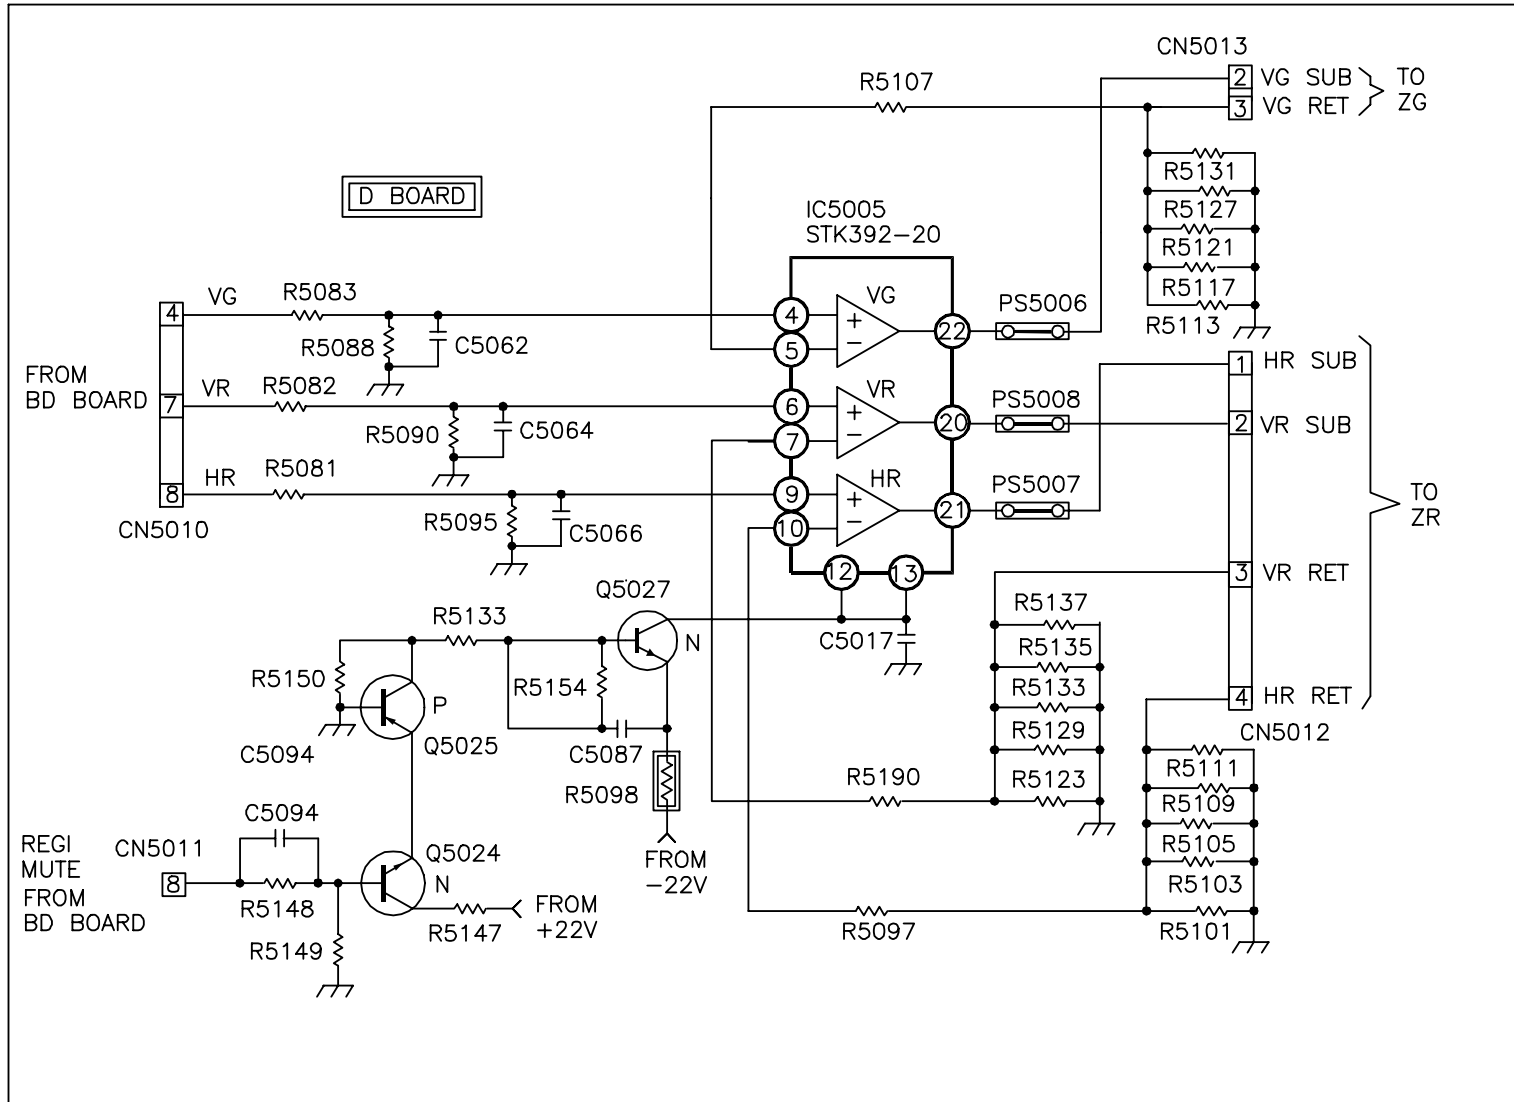 CN5013
2 VG SUB
3 VG RET
TO
ZG
R5107
R5131
R5127
R5121
R5117
R5113
D BOARD
IC5005
STK392-20
VG
R5083
4
R5088
C5062
4
VG
+
-
5
22
PS5006
FROM
BD BOARD
VR
R5082
7
R5090
C5064
6
VR
+
-
7
20
PS5008
HR
R5081
8
R5095
C5066
CN5010
9
HR
+
-
10
21
PS5007
12
13
1 HR SUB
2 VR SUB
3 VR RET
4 HR RET
CN5012
TO
ZR
Q5027
N
C5017
R5133
R5150
P
Q5025
R5154
C5087
R5098
FROM
-22V
R5137
R5135
R5133
R5129
R5123
R5190
R5111
R5109
R5105
R5103
R5101
R5097
C5094
C5094
REGI
MUTE
FROM
BD BOARD
CN5011
8
R5148
R5149
Q5024
N
R5147
FROM
+22V